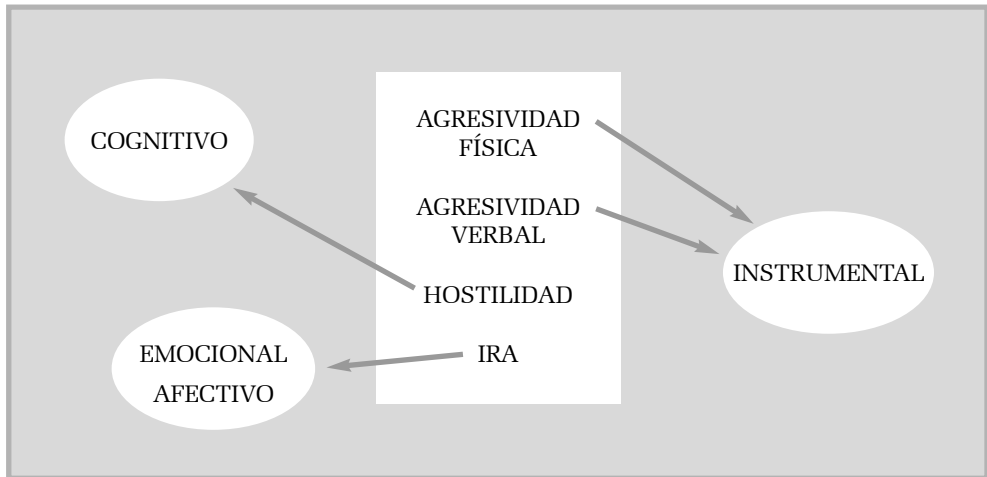 COGNITIVO
AGRESIVIDAD
FÍSICA
AGRESIVIDAD
VERBAL
HOSTILIDAD
IRA
EMOCIONAL
AFECTIVO
INSTRUMENTAL